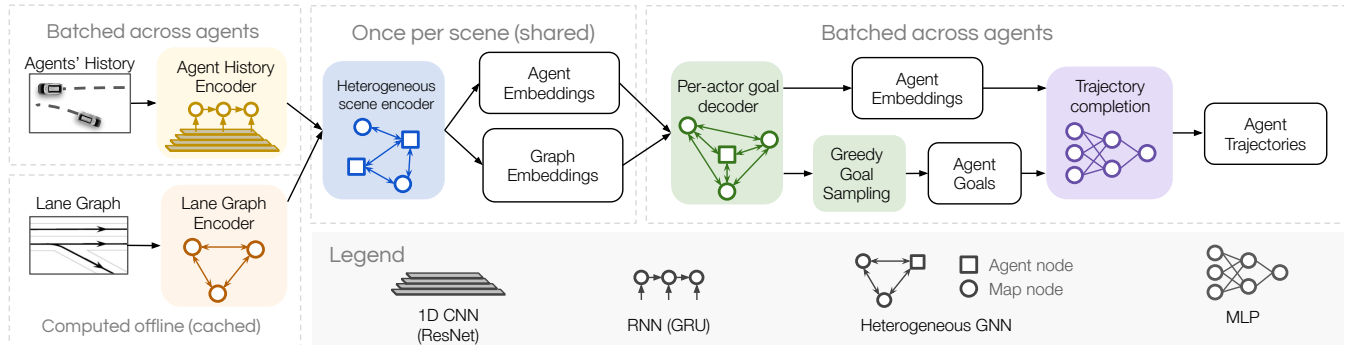 Batched across agents
Agents' History
Agent History
Encoder
Lane Graph
Lane Graph
Encoder
Computed offline (cached)
Once per scene (shared)
Heterogeneous
scene encoder
Agent
Embeddings
Graph
Embeddings
Batched across agents
Per-actor goal
decoder
Agent
Embeddings
Greedy
Goal
Sampling
Agent
Goals
Trajectory
completion
Agent
Trajectories
Legend
1D CNN
(ResNet)
RNN (GRU)
Heterogeneous GNN
Agent node
Map node
MLP